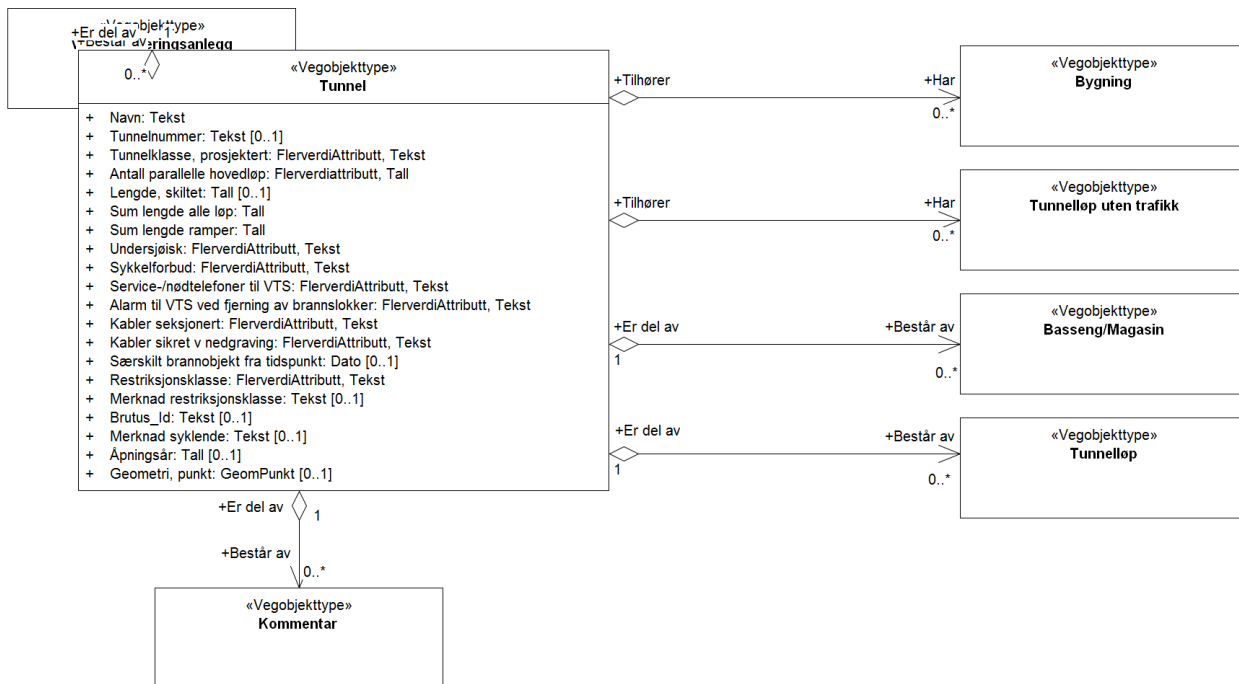 «Vegobjekttype»
+Er del av 1
+Består av
0..*
«Vegobjekttype»
Tunnel
+ Navn: Tekst
+ Tunnelnummer: Tekst [0..1]
+ Tunnelklasse, prosjektert: FlerverdiAttributt, Tekst
+ Antall parallelle hovedløp: Flerverdiattributt, Tall
+ Lengde, skiltet: Tall [0..1]
+ Sum lengde alle løp: Tall
+ Sum lengde ramper: Tall
+ Undersjøisk: FlerverdiAttributt, Tekst
+ Sykkelforbud: FlerverdiAttributt, Tekst
+ Service-/nødtelefoner til VTS: FlerverdiAttributt, Tekst
+ Alarm til VTS ved fjerning av brannslokker: FlerverdiAttributt, Tekst
+ Kabler seksjonert: FlerverdiAttributt, Tekst
+ Kabler sikret v nedgraving: FlerverdiAttributt, Tekst
+ Særskilt brannobjekt fra tidspunkt: Dato [0..1]
+ Restriksjonsklasse: FlerverdiAttributt, Tekst
+ Merknad restriksjonsklasse: Tekst [0..1]
+ Brutus_Id: Tekst [0..1]
+ Merknad syklende: Tekst [0..1]
+ Åpningsår: Tall [0..1]
+ Geometri, punkt: GeomPunkt [0..1]
+Tilhører +Har
0..*
«Vegobjekttype»
Bygning
+Tilhører +Har
0..*
«Vegobjekttype»
Tunnelløp uten trafikk
+Er del av +Består av
1 0..*
«Vegobjekttype»
Basseng/Magasin
+Er del av +Består av
1 0..*
«Vegobjekttype»
Tunnelløp
+Er del av 1
+Består av
0..*
«Vegobjekttype»
Kommentar